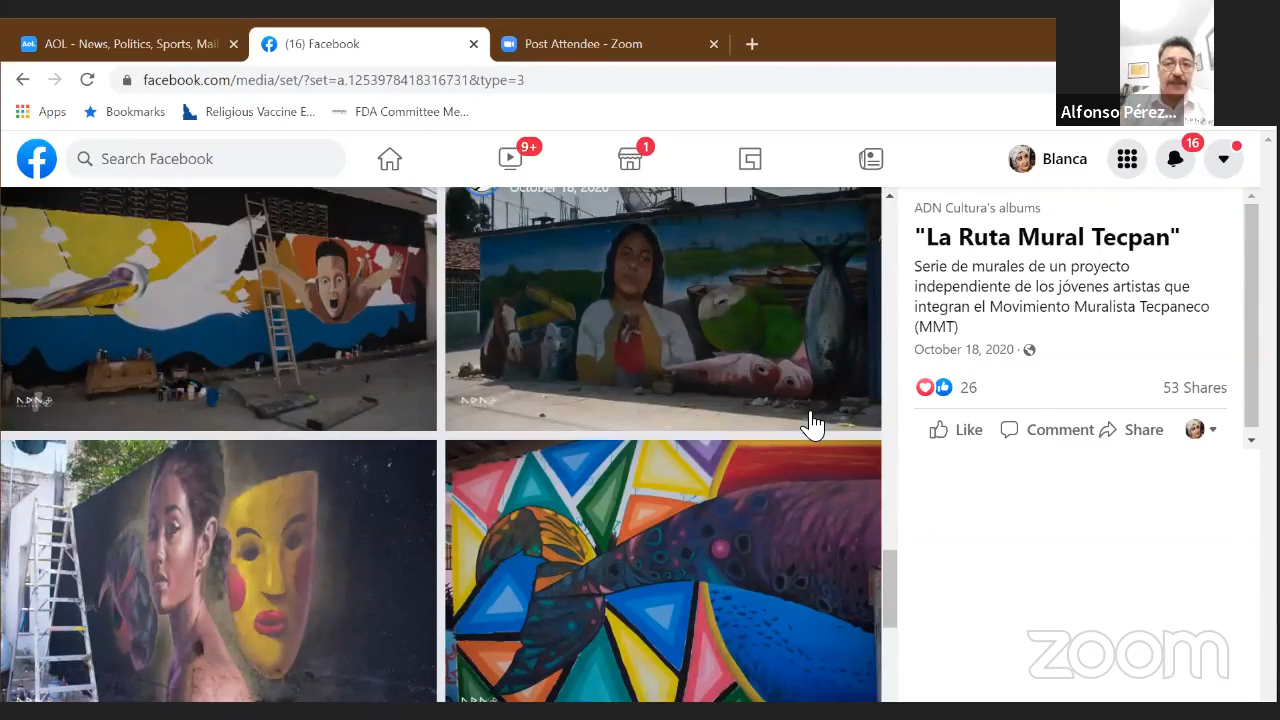 AOL - News, Politics, Sports, Mail
(16) Facebook
Post Attendee - Zoom
facebook.com/media/set/?set=a.1253978418316731&type=3
Apps
Bookmarks
Religious Vaccine E...
FDA Committee Me...
Alfonso Pérez...
Search Facebook
9+
1
Blanca
16
October 18, 2020
ADN Cultura's albums
"La Ruta Mural Tecpan"
Serie de murales de un proyecto
independiente de los jóvenes artistas que
integran el Movimiento Muralista Tecpaneco
(MMT)
October 18, 2020 ·
26
53 Shares
Like
Comment
Share
zoom